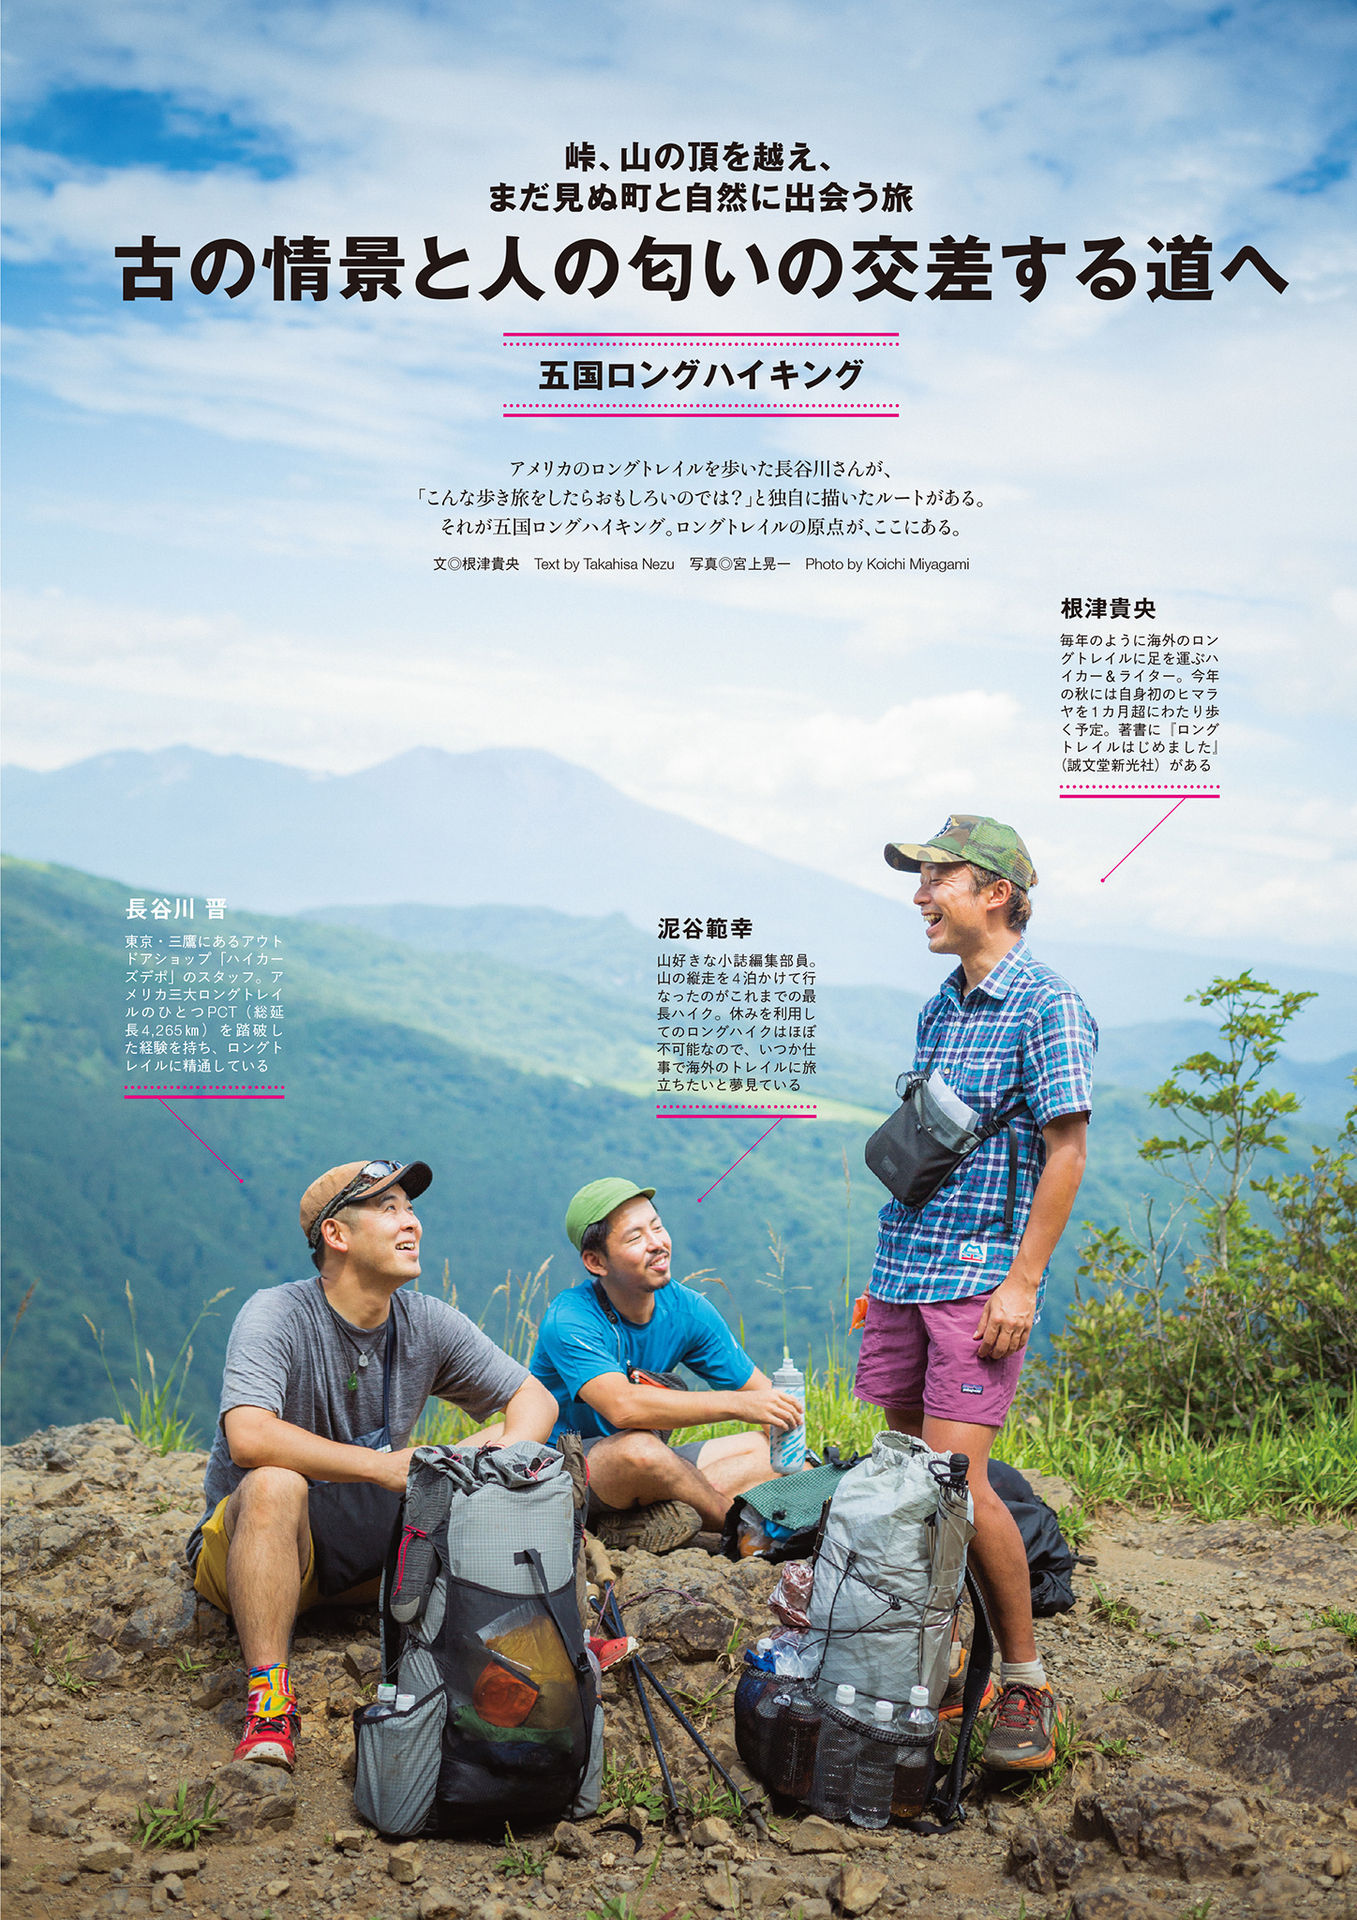 峠、山の頂を越え、
まだ見ぬ町と自然に出会う旅
古の情景と人の匂いの交差する道へ
五国ロングハイキング
アメリカのロングトレイルを歩いた長谷川さんが、
「こんな歩き旅をしたらおもしろいのでは？」と独自に描いたルートがある。
それが五国ロングハイキング。ロングトレイルの原点が、ここにある。
文◎根津貴央　Text by Takahisa Nezu　写真◎宮上晃一　Photo by Koichi Miyagami
根津貴央
毎年のように海外のロン
グトレイルに足を運ぶハ
イカー＆ライター。今年
の秋には自身初のヒマラ
ヤを1カ月超にわたり歩
く予定。著書に『ロング
トレイルはじめました』
（誠文堂新光社）がある
長谷川 晋
東京・三鷹にあるアウト
ドアショップ「ハイカー
ズデポ」のスタッフ。ア
メリカ三大ロングトレイ
ルのひとつPCT（総延
長4,265㎞）を踏破し
た経験を持ち、ロングト
レイルに精通している
泥谷範幸
山好きな小誌編集部員。
山の縦走を4泊かけて行
なったのがこれまでの最
長ハイク。休みを利用し
てのロングハイクはほぼ
不可能なので、いつか仕
事で海外のトレイルに旅
立ちたいと夢見ている